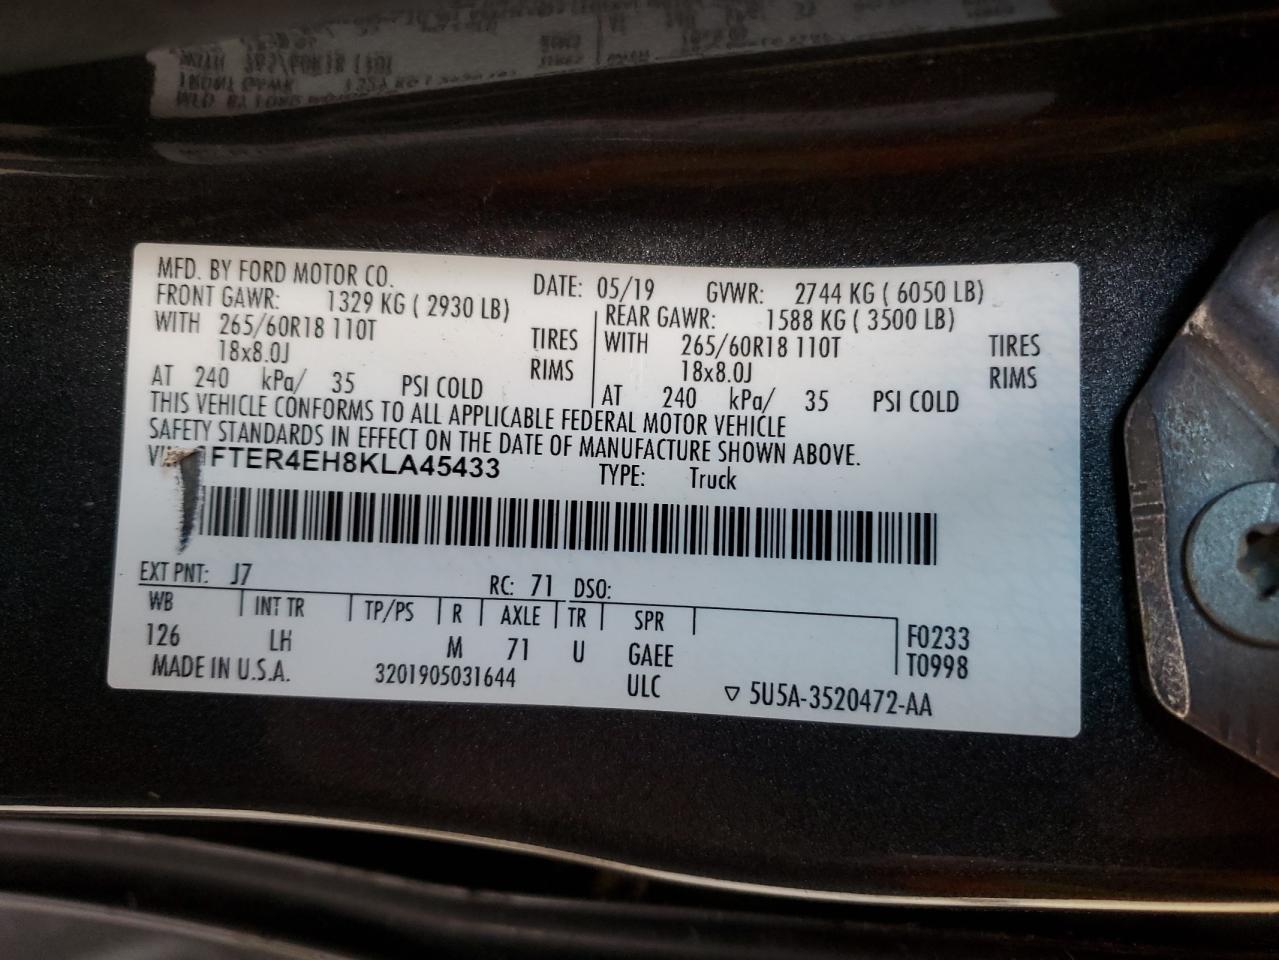 MFD. BY FORD MOTOR CO. DATE: 05/19 GVWR: 2744 KG ( 6050 LB)
FRONT GAWR: 1329 KG ( 2930 LB) REAR GAWR: 1588 KG ( 3500 LB)
WITH 265/60R18 110T TIRES WITH 265/60R18 110T TIRES
18x8.0J RIMS 18x8.0J RIMS
AT 240 kPa/ 35 PSI COLD AT 240 kPa/ 35 PSI COLD
THIS VEHICLE CONFORMS TO ALL APPLICABLE FEDERAL MOTOR VEHICLE
SAFETY STANDARDS IN EFFECT ON THE DATE OF MANUFACTURE SHOWN ABOVE.
FTER4EH8KLA45433 TYPE: Truck
EXT PNT: J7 RC: 71 DSO:
WB INT TR TP/PS R AXLE TR SPR
126 LH M 71 U GAEE F0233
MADE IN U.S.A. 3201905031644 ULC T0998
▽ 5U5A-3520472-AA